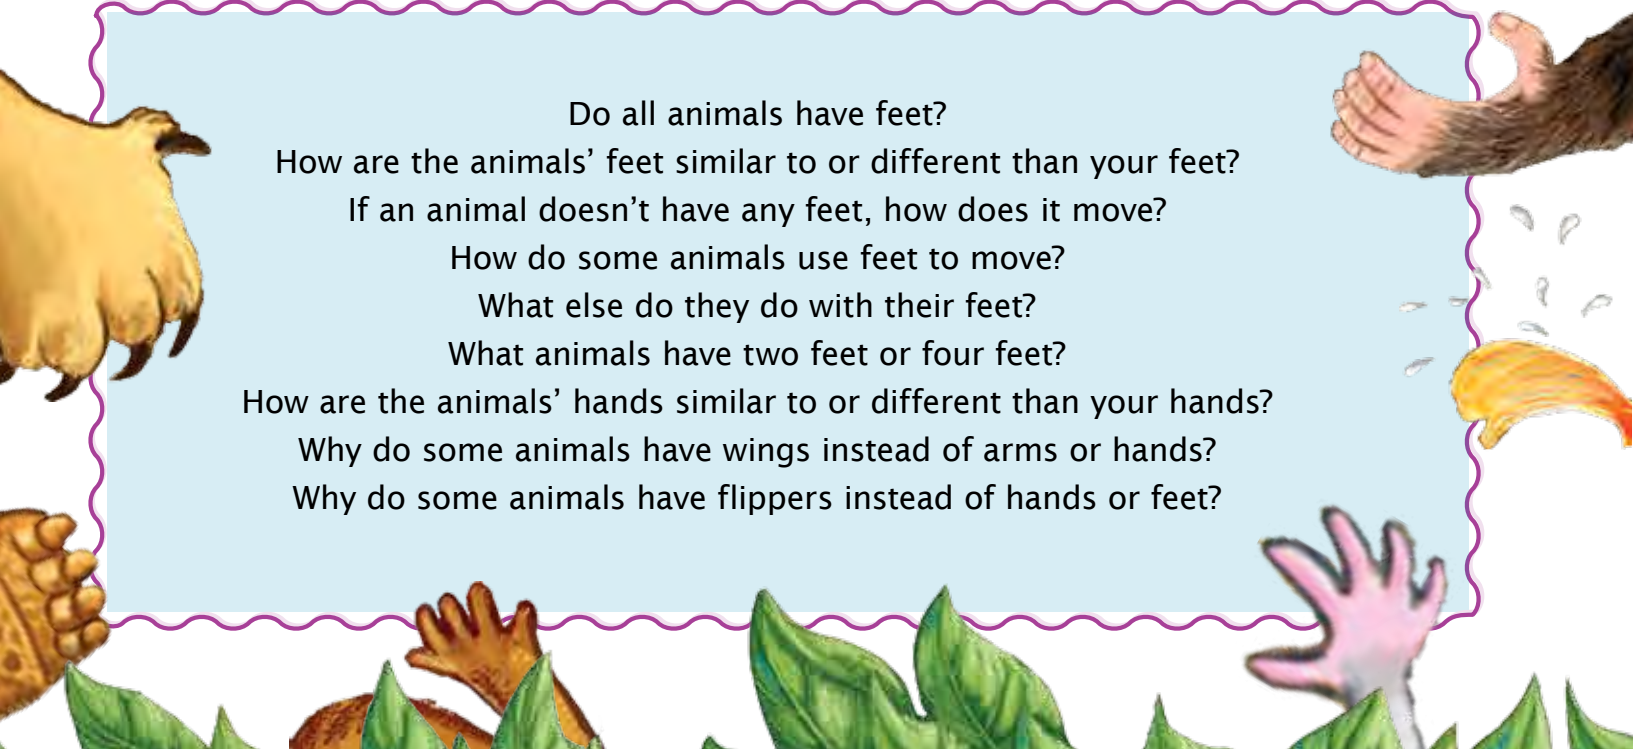 Do all animals have feet?
How are the animals’ feet similar to or different than your feet?
If an animal doesn’t have any feet, how does it move?
How do some animals use feet to move?
What else do they do with their feet?
What animals have two feet or four feet?
How are the animals’ hands similar to or different than your hands?
Why do some animals have wings instead of arms or hands?
Why do some animals have flippers instead of hands or feet?